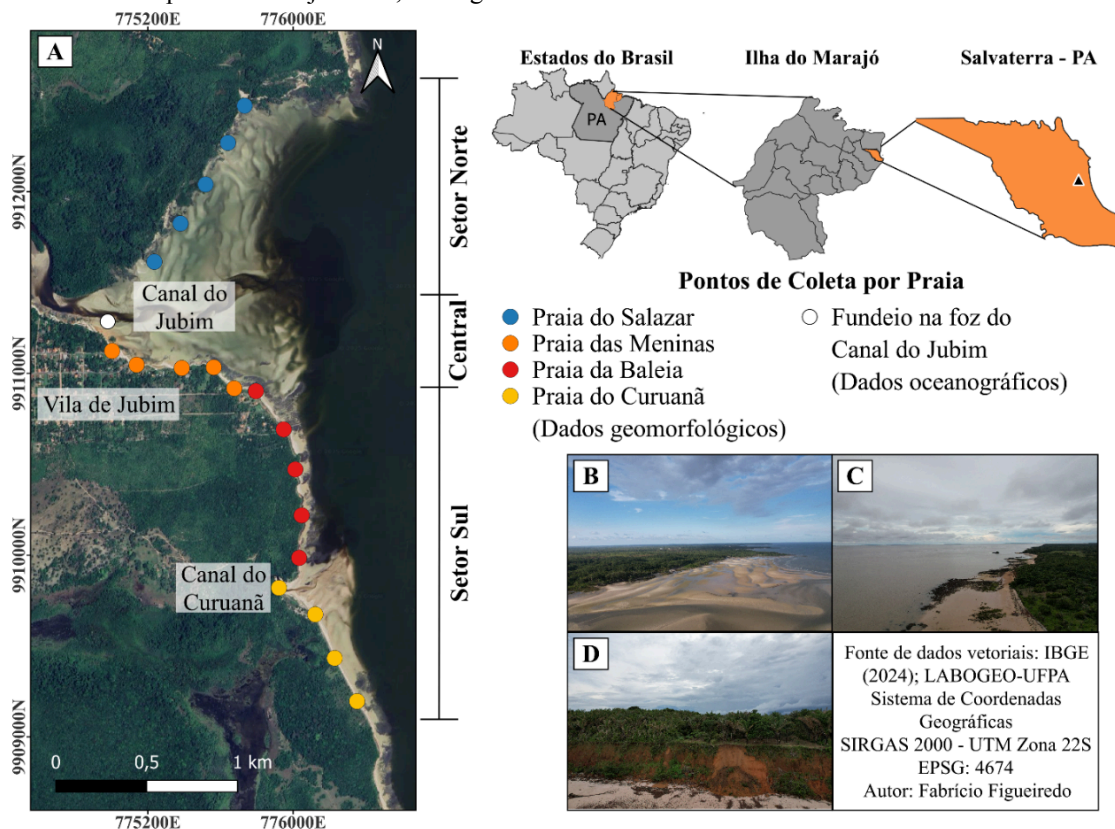 775200E
776000E
A
N
9912000N
9911000N
9910000N
9909000N
Canal do
Jubim
Vila de Jubim
Canal do
Curuanã
0
0,5
1 km
775200E
776000E
Setor Norte
Central
Setor Sul
Estados do Brasil
Ilha do Marajó
Salvaterra - PA
PA
Pontos de Coleta por Praia
Praia do Salazar
Praia das Meninas
Praia da Baleia
Praia do Curuanã
(Dados geomorfológicos)
Fundeio na foz do
Canal do Jubim
(Dados oceanográficos)
B
C
D
Fonte de dados vetoriais: IBGE
(2024); LABOGEO-UFPA
Sistema de Coordenadas
Geográficas
SIRGAS 2000 - UTM Zona 22S
EPSG: 4674
Autor: Fabrício Figueiredo